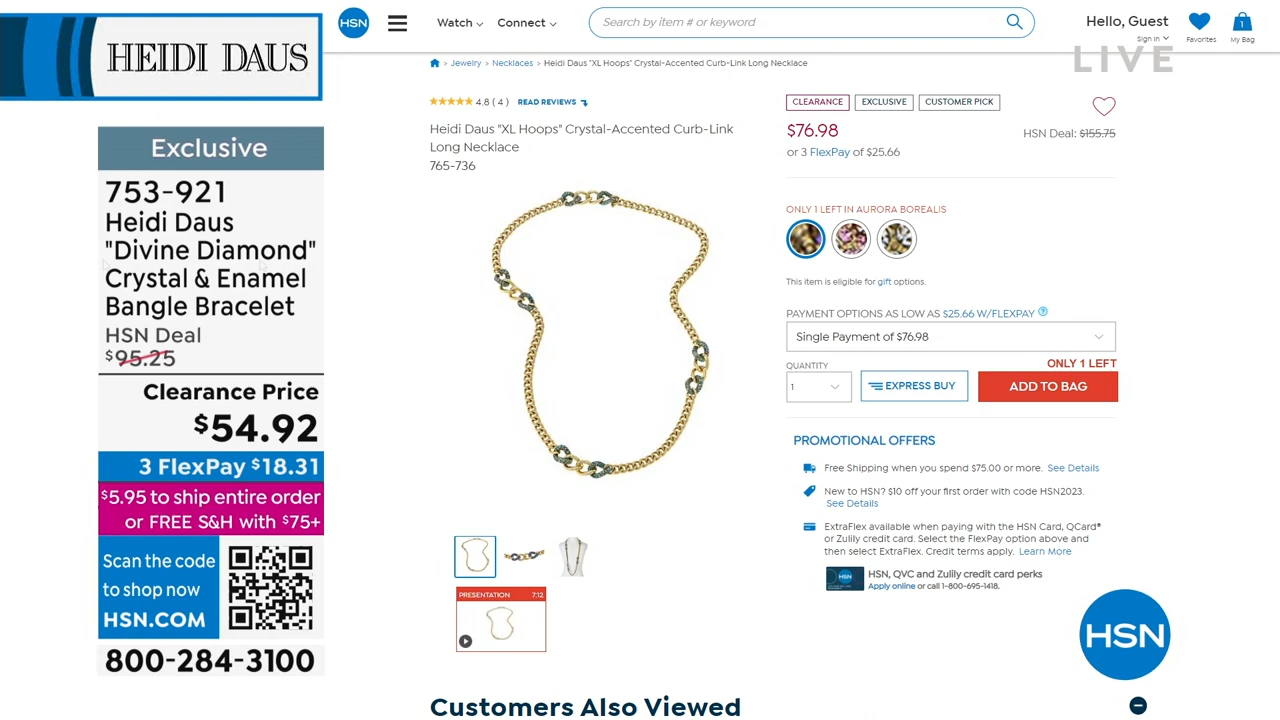 HEIDI DAUS
Exclusive
753-921
Heidi Daus
"Divine Diamond"
Crystal & Enamel
Bangle Bracelet
HSN Deal
$95.25
Clearance Price
$54.92
3 FlexPay $18.31
$5.95 to ship entire order
or FREE S&H with $75+
Scan the code
to shop now
HSN.COM
800-284-3100
HSN
Watch
Connect
Search by item # or keyword
Hello, Guest
Sign in
Favorites
1
My Bag
LIVE
Jewelry > Necklaces > Heidi Daus "XL Hoops" Crystal-Accented Curb-Link Long Necklace
4.8 ( 4 ) READ REVIEWS
Heidi Daus "XL Hoops" Crystal-Accented Curb-Link
Long Necklace
765-736
PRESENTATION 7:12
CLEARANCE EXCLUSIVE CUSTOMER PICK
$76.98 HSN Deal: $155.75
or 3 FlexPay of $25.66
ONLY 1 LEFT IN AURORA BOREALIS
This item is eligible for gift options.
PAYMENT OPTIONS AS LOW AS $25.66 W/FLEXPAY ?
Single Payment of $76.98
ONLY 1 LEFT
QUANTITY
1
EXPRESS BUY
ADD TO BAG
PROMOTIONAL OFFERS
Free Shipping when you spend $75.00 or more. See Details
New to HSN? $10 off your first order with code HSN2023.
See Details
ExtraFlex available when paying with the HSN Card, QCard®
or Zulily credit card. Select the FlexPay option above and
then select ExtraFlex. Credit terms apply. Learn More
HSN
HSN, QVC and Zulily credit card perks
Apply online or call 1-800-695-1418.
HSN
Customers Also Viewed